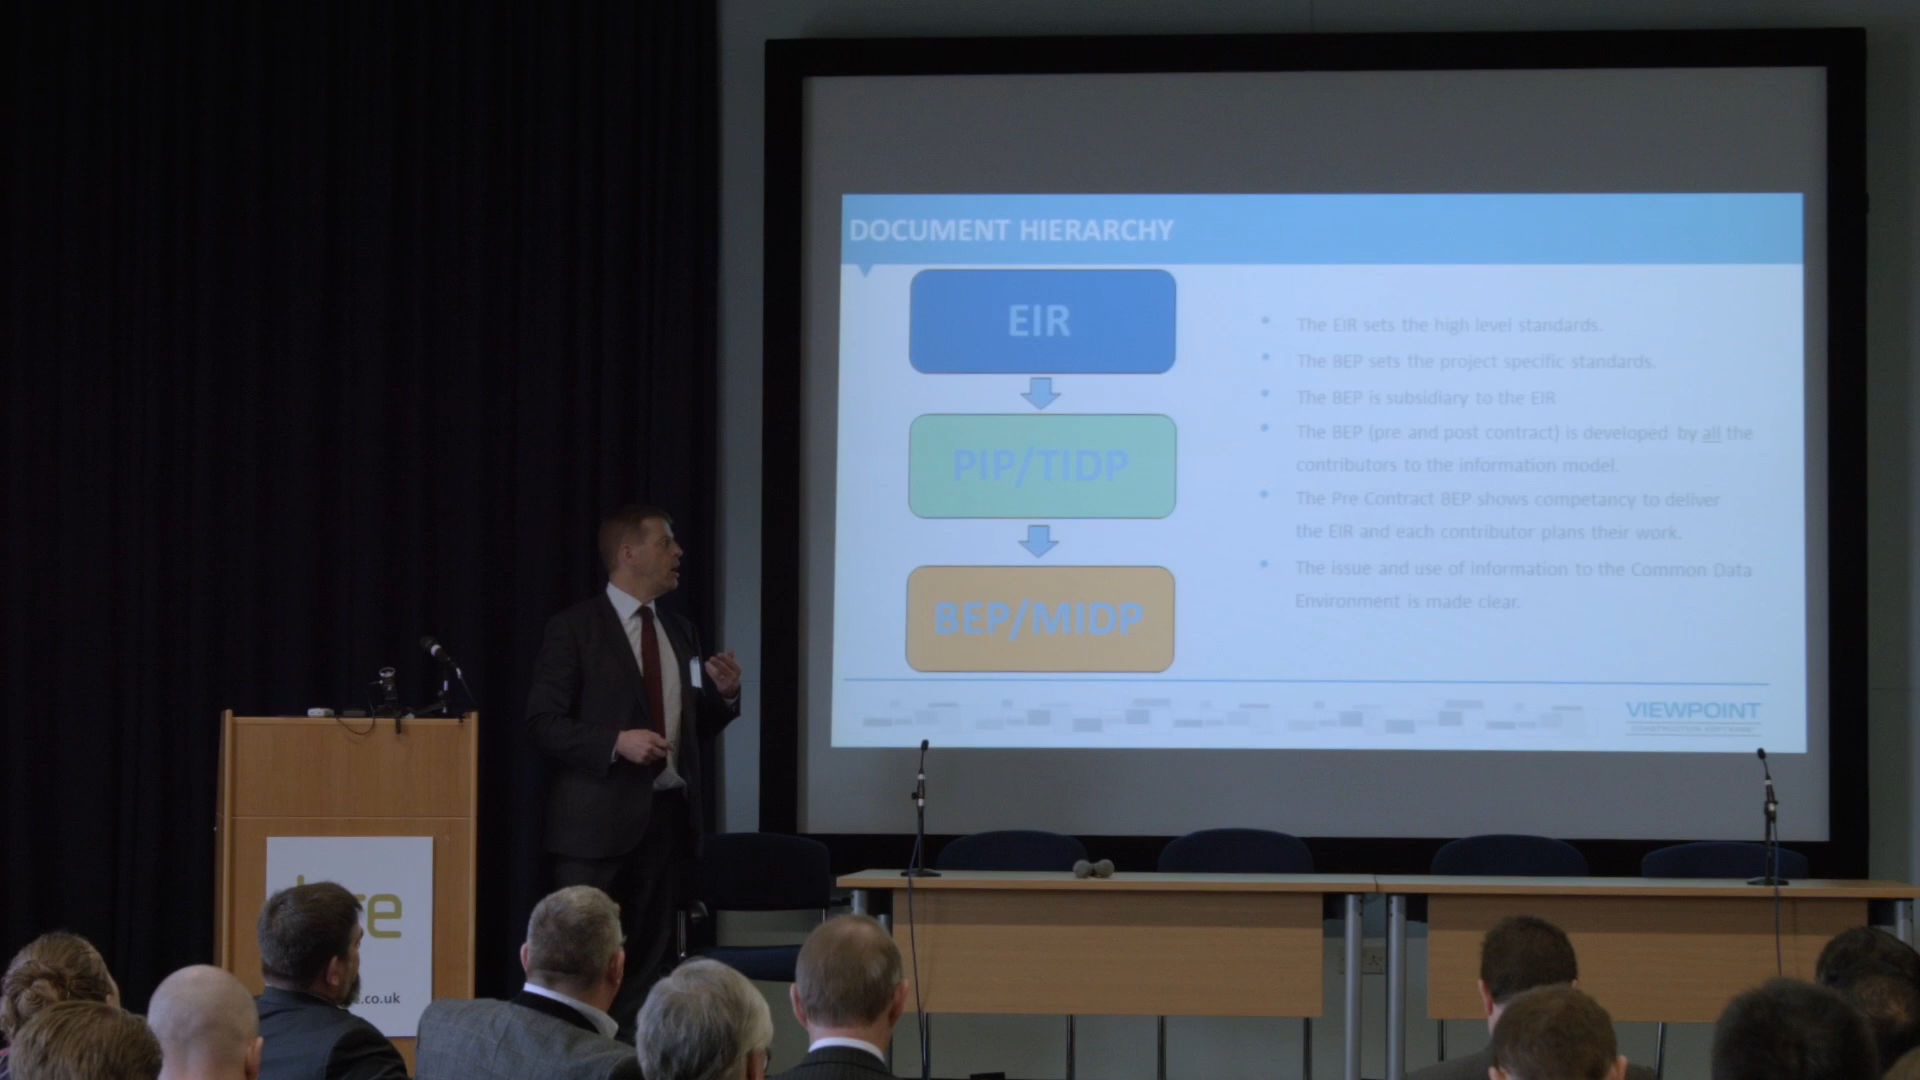 DOCUMENT HIERARCHY
EIR
PIP/TIDP
BEP/MIDP
• The EIR sets the high level standards.
• The BEP sets the project specific standards.
• The BEP is subsidiary to the EIR
• The BEP (pre and post contract) is developed by all the
contributors to the information model.
• The Pre Contract BEP shows competancy to deliver
the EIR and each contributor plans their work.
• The issue and use of information to the Common Data
Environment is made clear.
VIEWPOINT
CONSTRUCTION SOFTWARE
e.co.uk